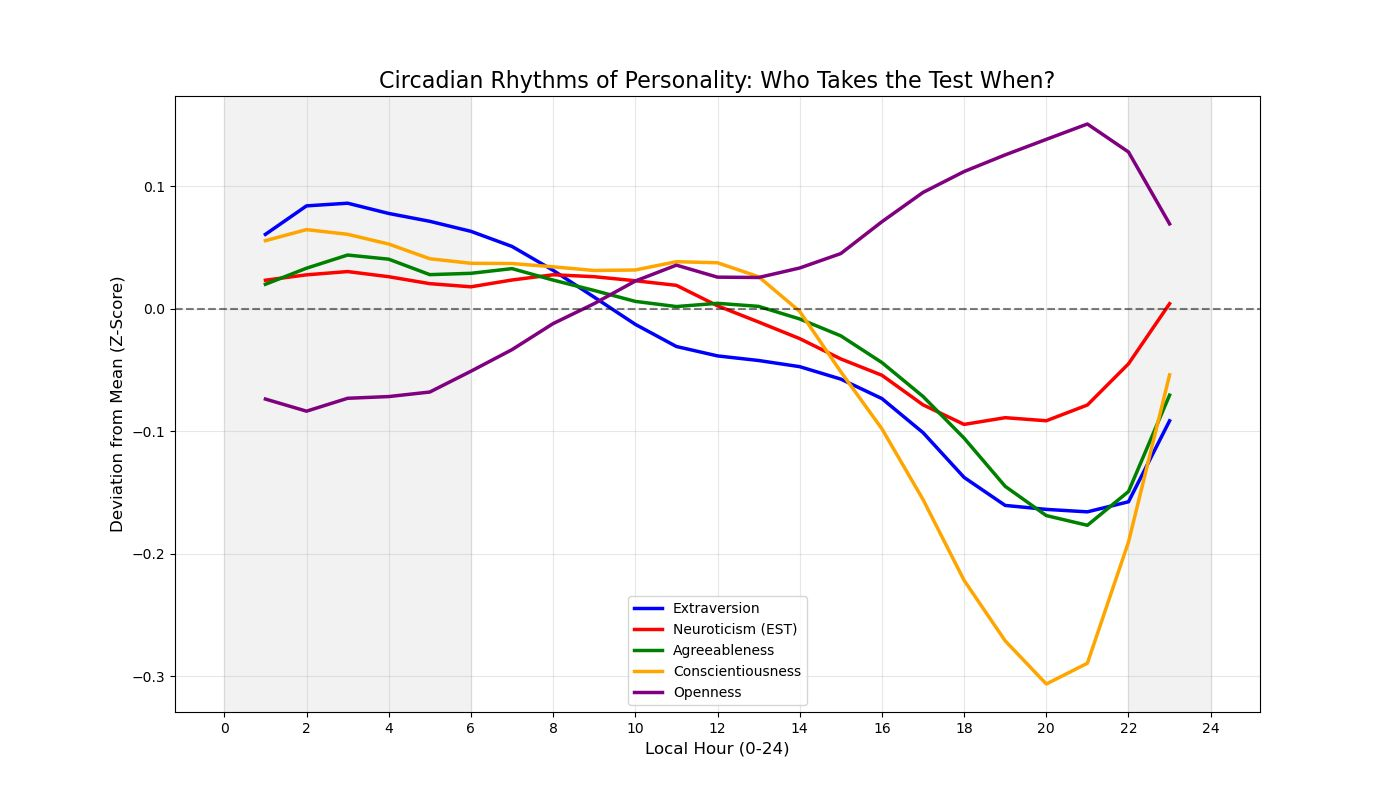 Circadian Rhythms of Personality: Who Takes the Test When?
Deviation from Mean (Z-Score)
0.1
0.0
−0.1
−0.2
−0.3
Extraversion
Neuroticism (EST)
Agreeableness
Conscientiousness
Openness
0 2 4 6 8 10 12 14 16 18 20 22 24
Local Hour (0-24)